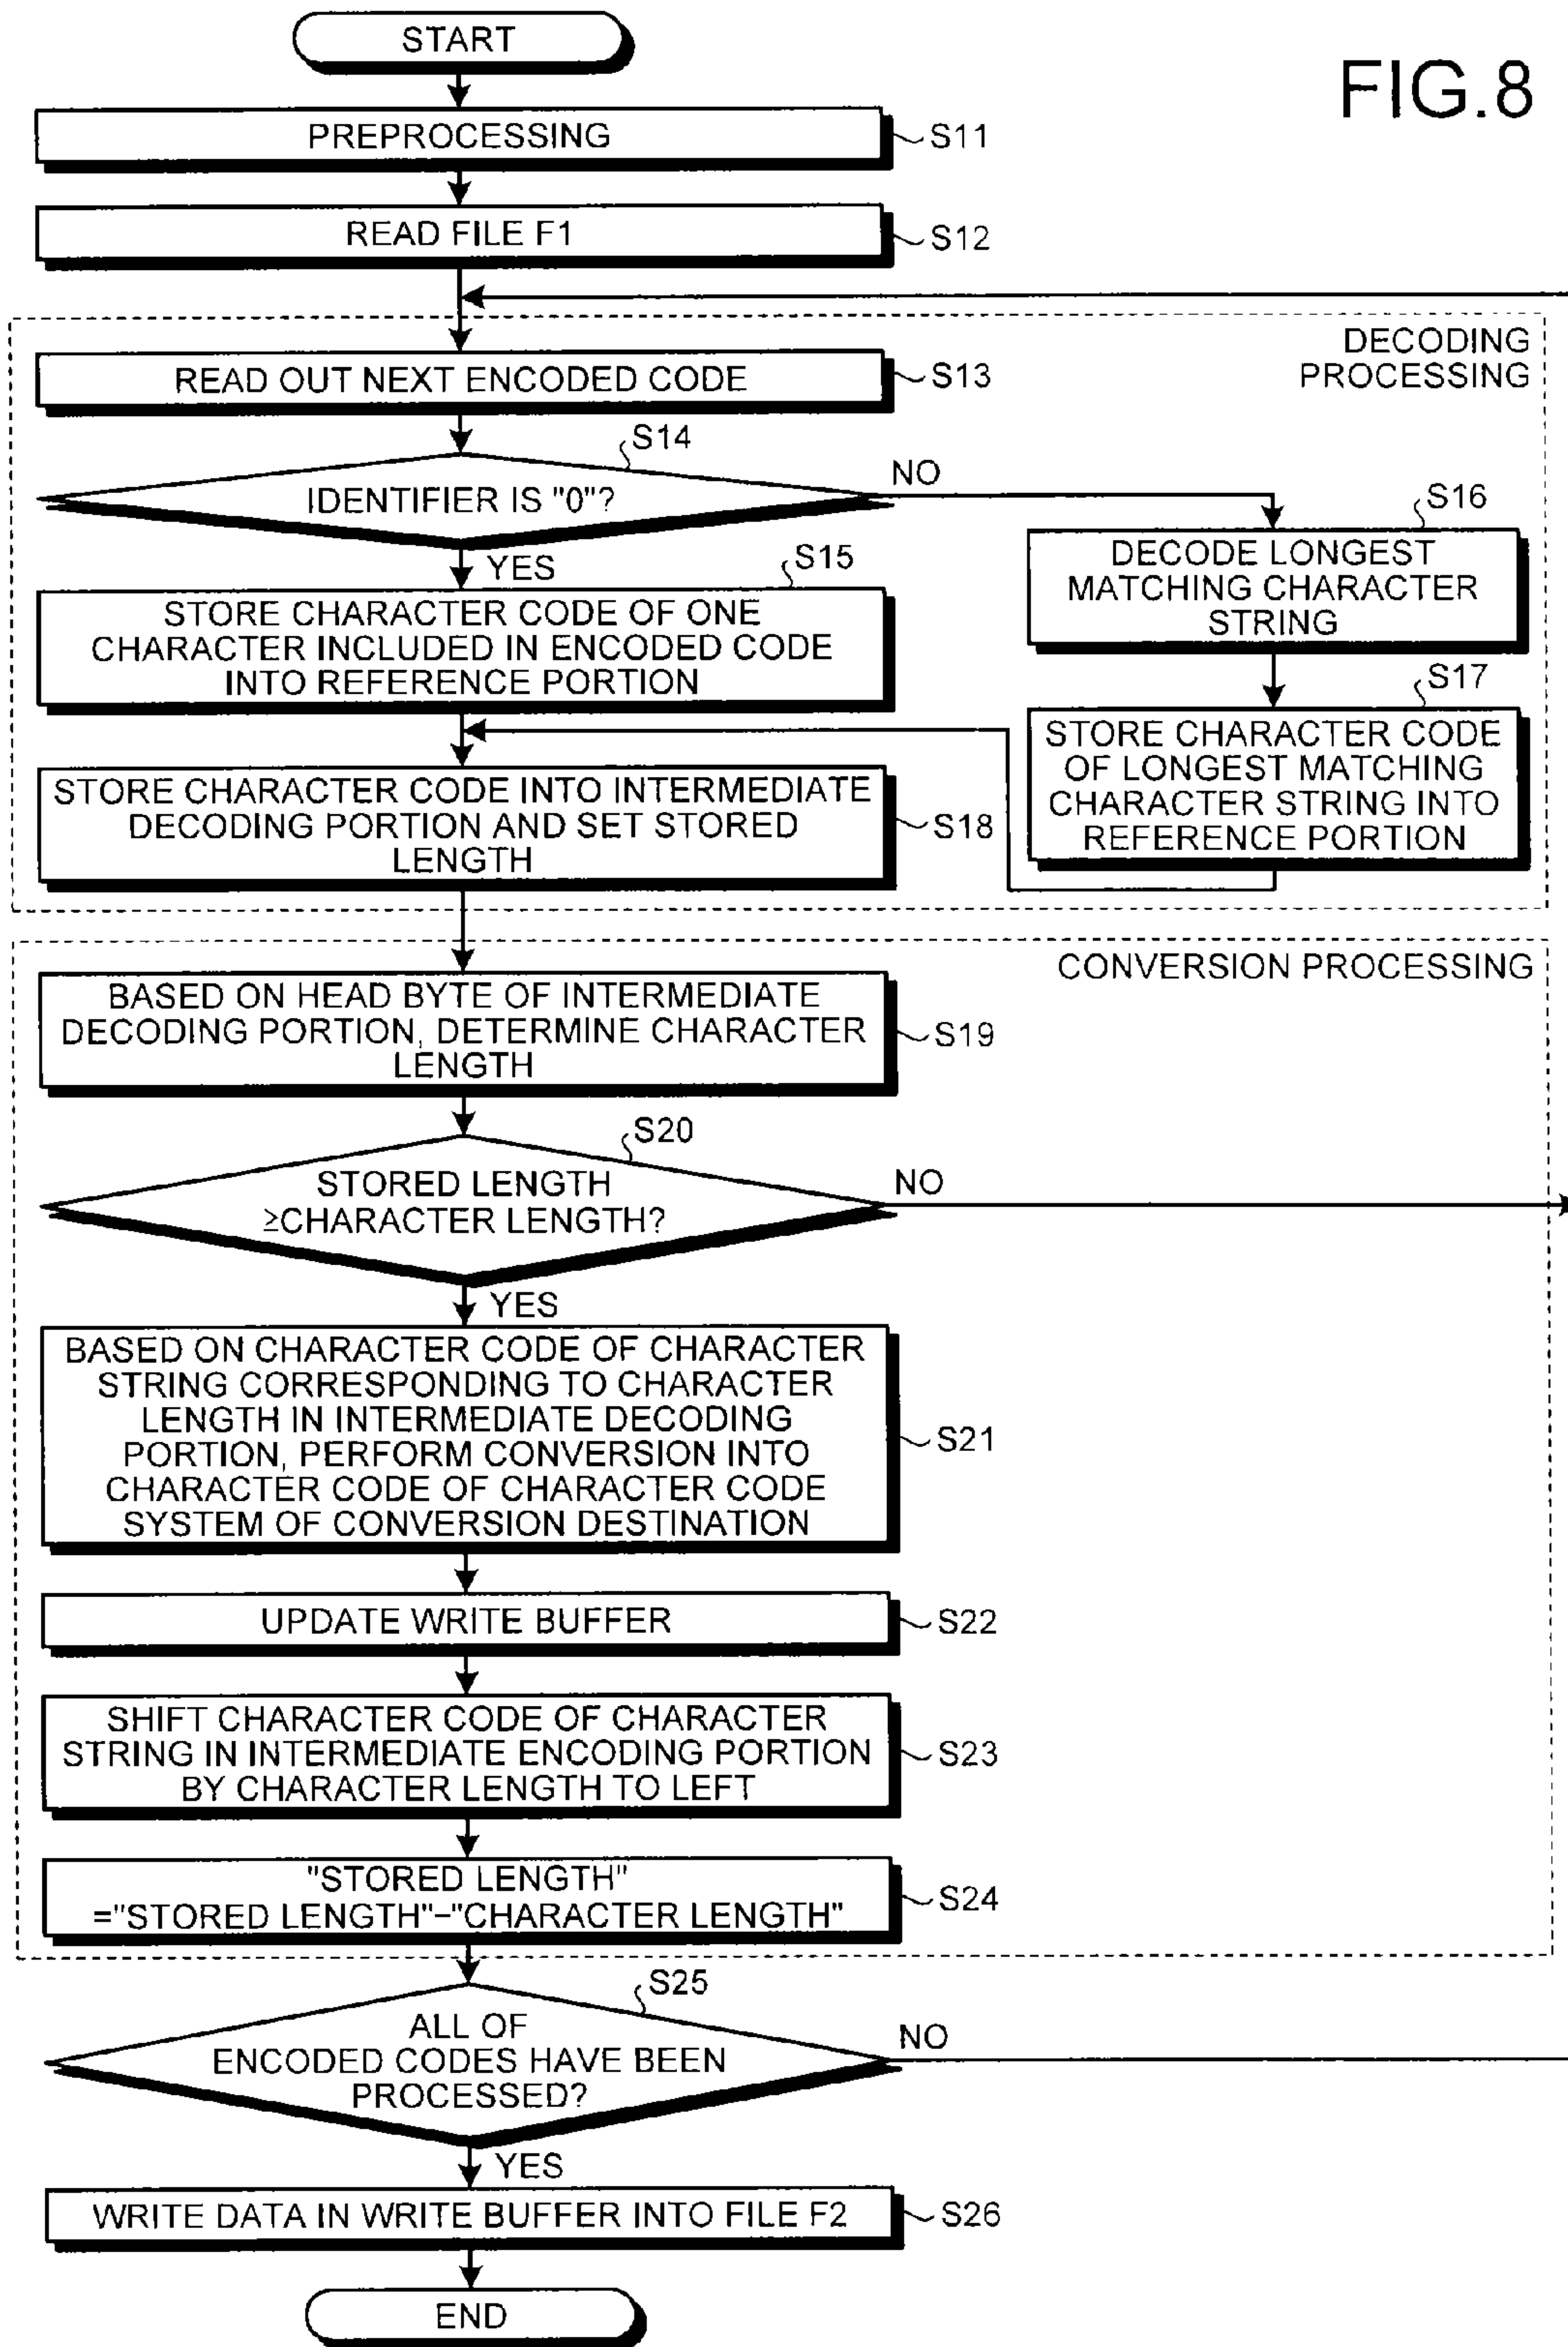 FIG.8
START
PREPROCESSING
S11
READ FILE F1
S12
DECODING
PROCESSING
READ OUT NEXT ENCODED CODE
S13
S14
IDENTIFIER IS "0"?
NO
YES
S15
STORE CHARACTER CODE OF ONE
CHARACTER INCLUDED IN ENCODED CODE
INTO REFERENCE PORTION
S16
DECODE LONGEST
MATCHING CHARACTER
STRING
S17
STORE CHARACTER CODE
OF LONGEST MATCHING
CHARACTER STRING INTO
REFERENCE PORTION
STORE CHARACTER CODE INTO INTERMEDIATE
DECODING PORTION AND SET STORED
LENGTH
S18
CONVERSION PROCESSING
BASED ON HEAD BYTE OF INTERMEDIATE
DECODING PORTION, DETERMINE CHARACTER
LENGTH
S19
S20
STORED LENGTH
≥CHARACTER LENGTH?
NO
YES
BASED ON CHARACTER CODE OF CHARACTER
STRING CORRESPONDING TO CHARACTER
LENGTH IN INTERMEDIATE DECODING
PORTION, PERFORM CONVERSION INTO
CHARACTER CODE OF CHARACTER CODE
SYSTEM OF CONVERSION DESTINATION
S21
UPDATE WRITE BUFFER
S22
SHIFT CHARACTER CODE OF CHARACTER
STRING IN INTERMEDIATE ENCODING PORTION
BY CHARACTER LENGTH TO LEFT
S23
"STORED LENGTH"
="STORED LENGTH"−"CHARACTER LENGTH"
S24
S25
ALL OF
ENCODED CODES HAVE BEEN
PROCESSED?
NO
YES
WRITE DATA IN WRITE BUFFER INTO FILE F2
S26
END